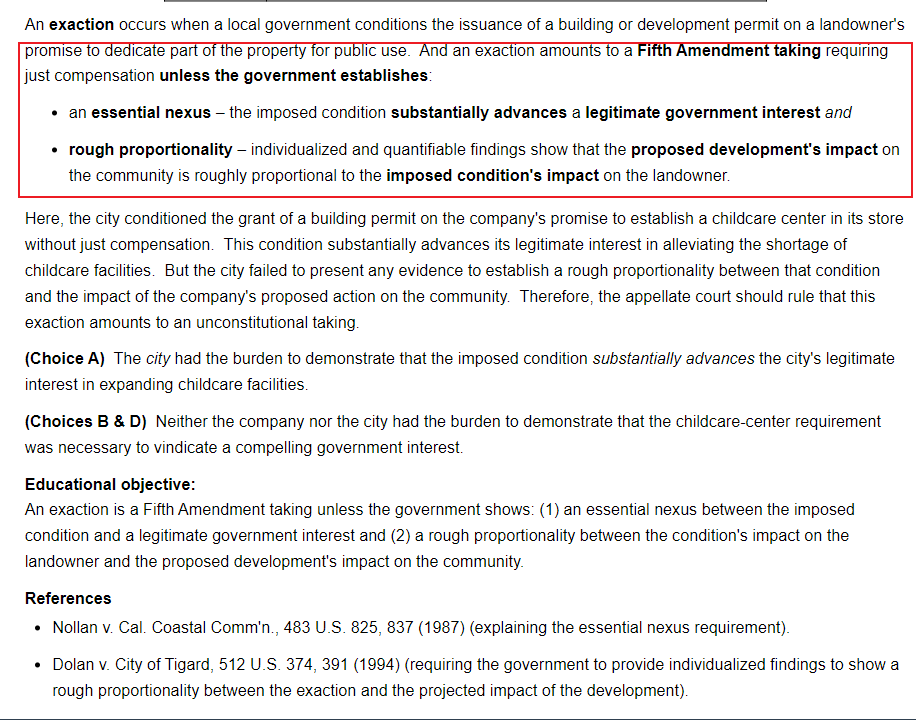 An exaction occurs when a local government conditions the issuance of a building or development permit on a landowner's
promise to dedicate part of the property for public use.  And an exaction amounts to a Fifth Amendment taking requiring
just compensation unless the government establishes:
• an essential nexus – the imposed condition substantially advances a legitimate government interest and
• rough proportionality – individualized and quantifiable findings show that the proposed development's impact on
the community is roughly proportional to the imposed condition's impact on the landowner.
Here, the city conditioned the grant of a building permit on the company's promise to establish a childcare center in its store
without just compensation.  This condition substantially advances its legitimate interest in alleviating the shortage of
childcare facilities.  But the city failed to present any evidence to establish a rough proportionality between that condition
and the impact of the company's proposed action on the community.  Therefore, the appellate court should rule that this
exaction amounts to an unconstitutional taking.
(Choice A)  The city had the burden to demonstrate that the imposed condition substantially advances the city's legitimate
interest in expanding childcare facilities.
(Choices B & D)  Neither the company nor the city had the burden to demonstrate that the childcare-center requirement
was necessary to vindicate a compelling government interest.
Educational objective:
An exaction is a Fifth Amendment taking unless the government shows: (1) an essential nexus between the imposed
condition and a legitimate government interest and (2) a rough proportionality between the condition's impact on the
landowner and the proposed development's impact on the community.
References
• Nollan v. Cal. Coastal Comm'n., 483 U.S. 825, 837 (1987) (explaining the essential nexus requirement).
• Dolan v. City of Tigard, 512 U.S. 374, 391 (1994) (requiring the government to provide individualized findings to show a
rough proportionality between the exaction and the projected impact of the development).